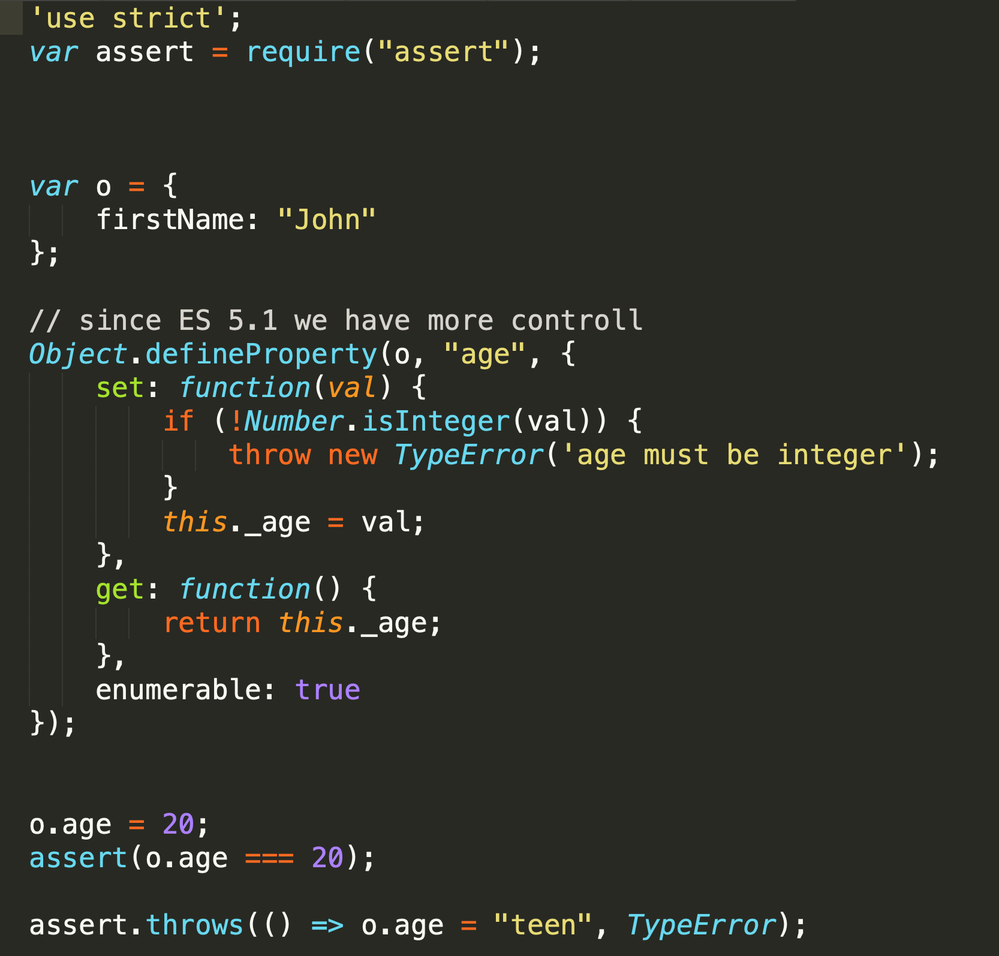 'use strict';
var assert = require("assert");
var o = {
firstName: "John"
};
// since ES 5.1 we have more controll
Object.defineProperty(o, "age", {
set: function(val) {
if (!Number.isInteger(val)) {
throw new TypeError('age must be integer');
}
this._age = val;
},
get: function() {
return this._age;
},
enumerable: true
});
o.age = 20;
assert(o.age === 20);
assert.throws(() => o.age = "teen", TypeError);